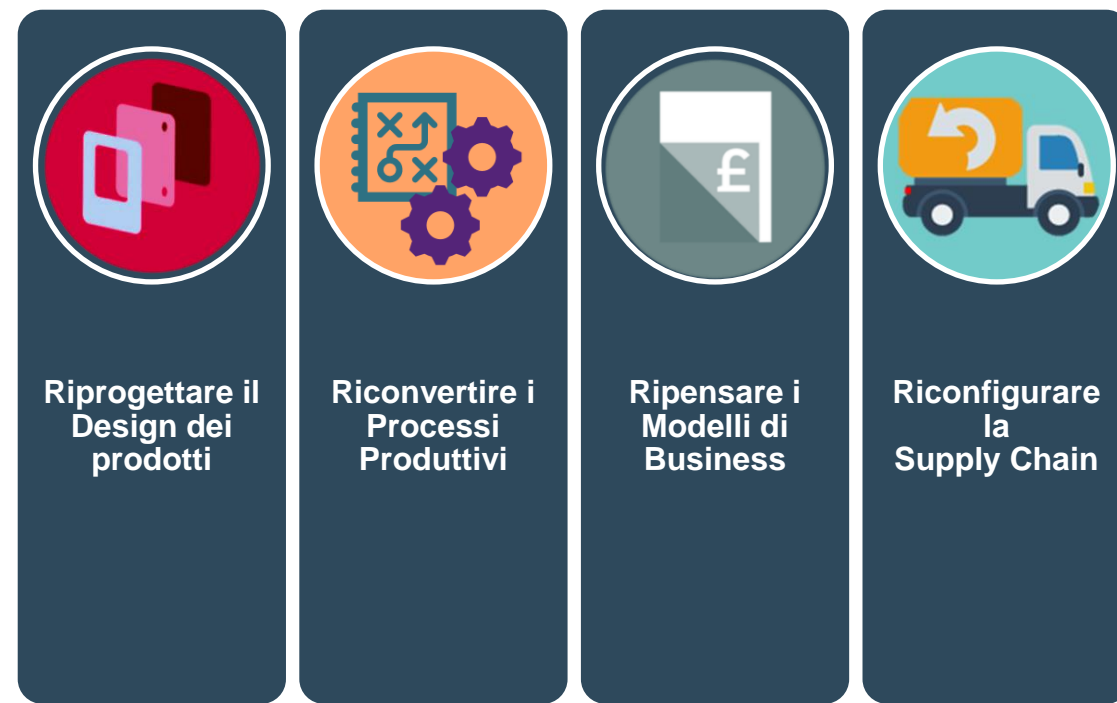 £
Riprogettare il
Design dei
prodotti
Riconvertire i
Processi
Produttivi
Ripensare i
Modelli di
Business
Riconfigurare
la
Supply Chain